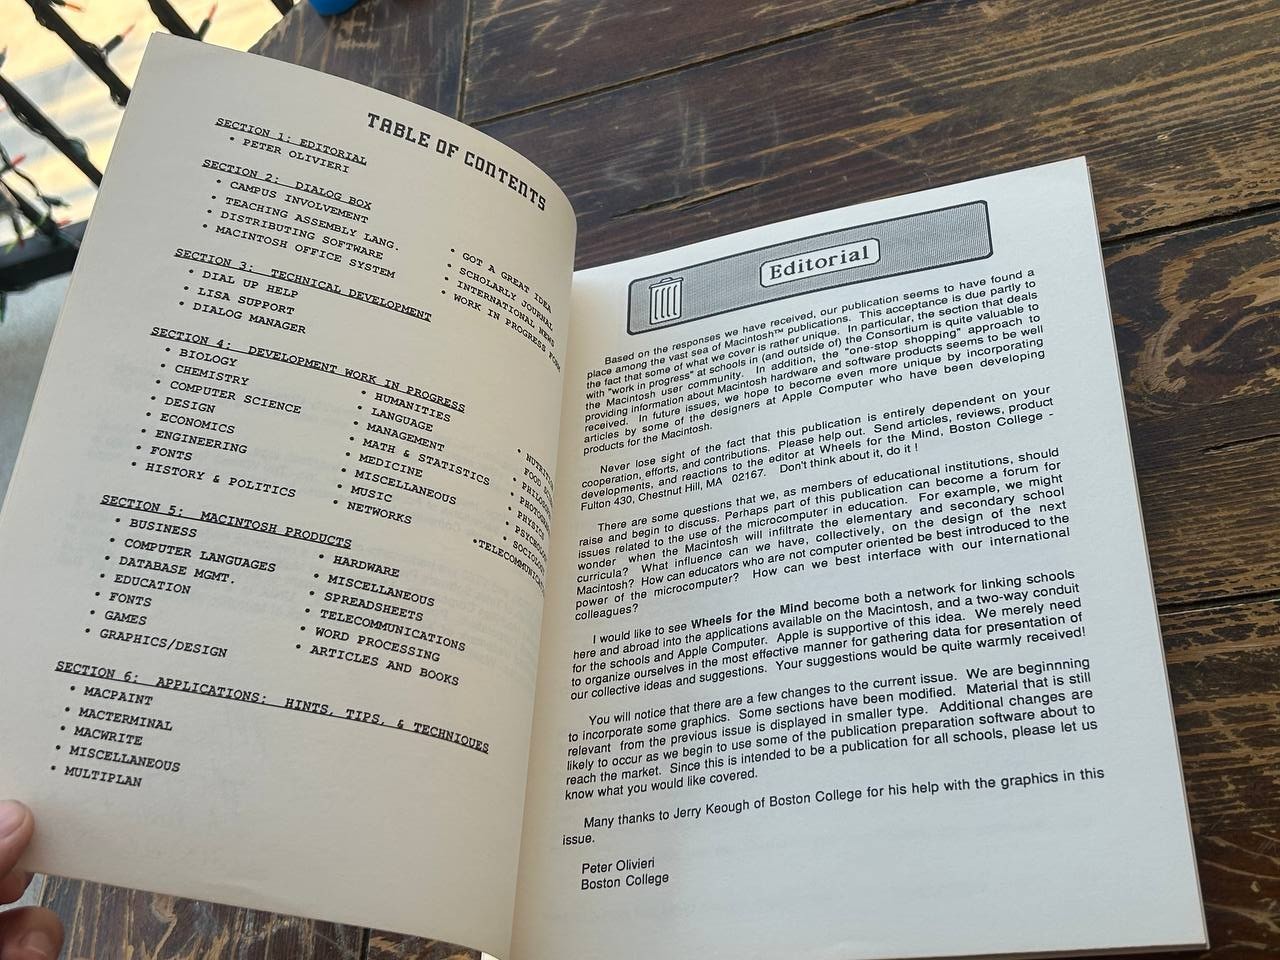 TABLE OF CONTENTS
SECTION 1: EDITORIAL
• PETER OLIVIERI
SECTION 2: DIALOG BOX
• CAMPUS INVOLVEMENT
• TEACHING ASSEMBLY LANG.
• DISTRIBUTING SOFTWARE
• MACINTOSH OFFICE SYSTEM
• GOT A GREAT IDEA
• SCHOLARLY JOURNAL
• INTERNATIONAL NEWS
• WORK IN PROGRESS FORM
SECTION 3: TECHNICAL DEVELOPMENT
• DIAL UP HELP
• LISA SUPPORT
• DIALOG MANAGER
SECTION 4: DEVELOPMENT WORK IN PROGRESS
• BIOLOGY
• CHEMISTRY
• COMPUTER SCIENCE
• DESIGN
• ECONOMICS
• ENGINEERING
• FONTS
• HISTORY & POLITICS
• HUMANITIES
• LANGUAGE
• MANAGEMENT
• MATH & STATISTICS
• MEDICINE
• MISCELLANEOUS
• MUSIC
• NETWORKS
•
FOOD
•
•
• PHYSICS
•
•
•
SECTION 5: MACINTOSH PRODUCTS
• BUSINESS
• COMPUTER LANGUAGES
• DATABASE MGMT.
• EDUCATION
• FONTS
• GAMES
• GRAPHICS/DESIGN
• HARDWARE
• MISCELLANEOUS
• SPREADSHEETS
• TELECOMMUNICATIONS
• WORD PROCESSING
• ARTICLES AND BOOKS
SECTION 6: APPLICATIONS: HINTS, TIPS, & TECHNIQUES
• MACPAINT
• MACTERMINAL
• MACWRITE
• MISCELLANEOUS
• MULTIPLAN
Editorial
Based on the responses we have received, our publication seems to have found a
place among the vast sea of Macintosh™ publications. This acceptance is due partly to
the fact that some of what we cover is rather unique. In particular, the section that deals
with "work in progress" at schools in (and outside of) the Consortium is quite valuable to
the Macintosh user community. In addition, the "one-stop shopping" approach to
providing information about Macintosh hardware and software products seems to be well
received. In future issues, we hope to become even more unique by incorporating
articles by some of the designers at Apple Computer who have been developing
products for the Macintosh.
Never lose sight of the fact that this publication is entirely dependent on your
cooperation, efforts, and contributions. Please help out. Send articles, reviews, product
developments, and reactions to the editor at Wheels for the Mind, Boston College -
Fulton 430, Chestnut Hill, MA 02167. Don't think about it, do it !
There are some questions that we, as members of educational institutions, should
raise and begin to discuss. Perhaps part of this publication can become a forum for
issues related to the use of the microcomputer in education. For example, we might
wonder when the Macintosh will infiltrate the elementary and secondary school
curricula? What influence can we have, collectively, on the design of the next
Macintosh? How can educators who are not computer oriented be best introduced to the
power of the microcomputer? How can we best interface with our international
colleagues?
I would like to see Wheels for the Mind become both a network for linking schools
here and abroad into the applications available on the Macintosh, and a two-way conduit
for the schools and Apple Computer. Apple is supportive of this idea. We merely need
to organize ourselves in the most effective manner for gathering data for presentation of
our collective ideas and suggestions. Your suggestions would be quite warmly received!
You will notice that there are a few changes to the current issue. We are beginnning
to incorporate some graphics. Some sections have been modified. Material that is still
relevant from the previous issue is displayed in smaller type. Additional changes are
likely to occur as we begin to use some of the publication preparation software about to
reach the market. Since this is intended to be a publication for all schools, please let us
know what you would like covered.
Many thanks to Jerry Keough of Boston College for his help with the graphics in this
issue.
Peter Olivieri
Boston College